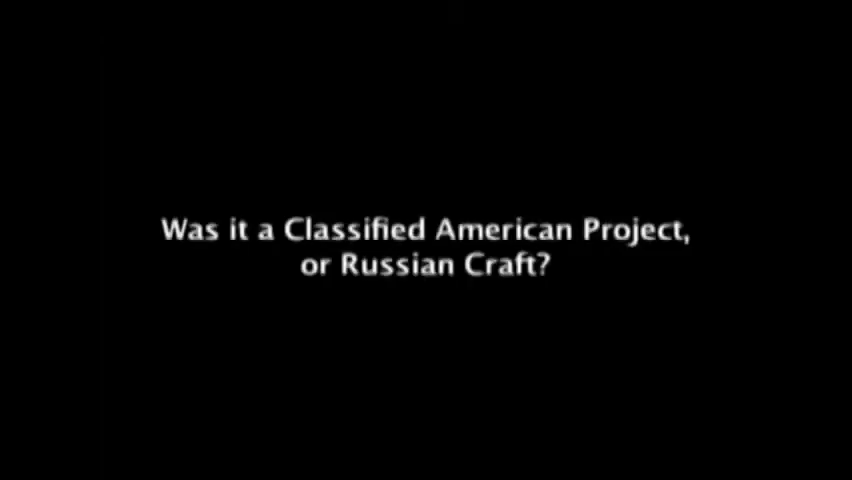 Was it a Classified American Project,
or Russian Craft?